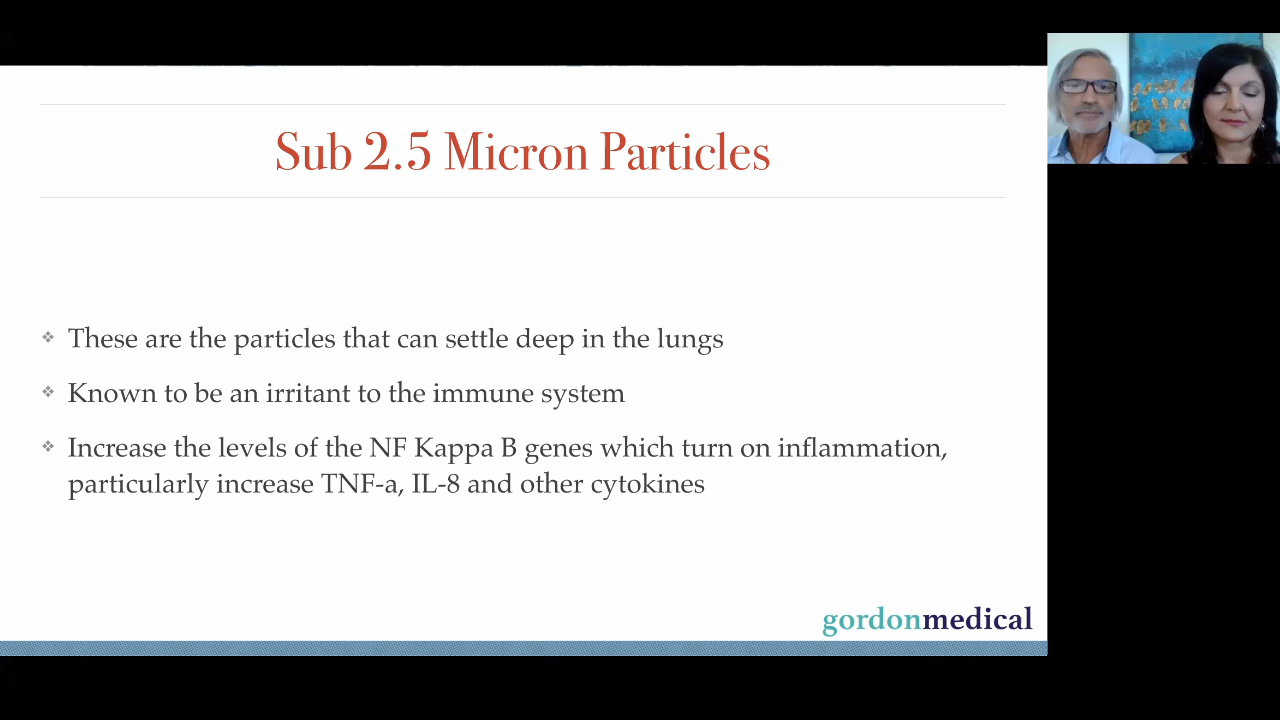 Sub 2.5 Micron Particles
These are the particles that can settle deep in the lungs
Known to be an irritant to the immune system
Increase the levels of the NF Kappa B genes which turn on inflammation,
particularly increase TNF-a, IL-8 and other cytokines
gordonmedical